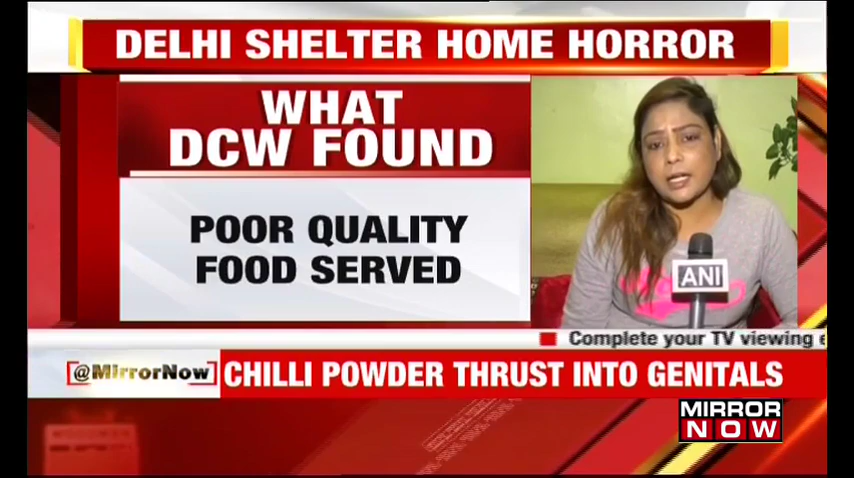 DELHI SHELTER HOME HORROR
WHAT
DCW FOUND
POOR QUALITY
FOOD SERVED
ANI
Complete your TV viewing e
@MirrorNow
CHILLI POWDER THRUST INTO GENITALS
MIRROR
NOW